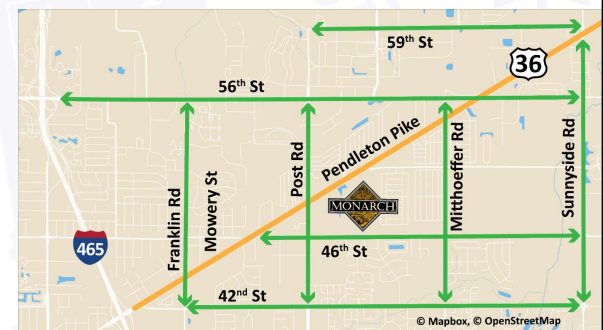 59th St
36
56th St
Franklin Rd
Mowery St
Post Rd
Pendleton Pike
Mitthoeffer Rd
Sunnyside Rd
MONARCH
465
46th St
42nd St
© Mapbox, © OpenStreetMap